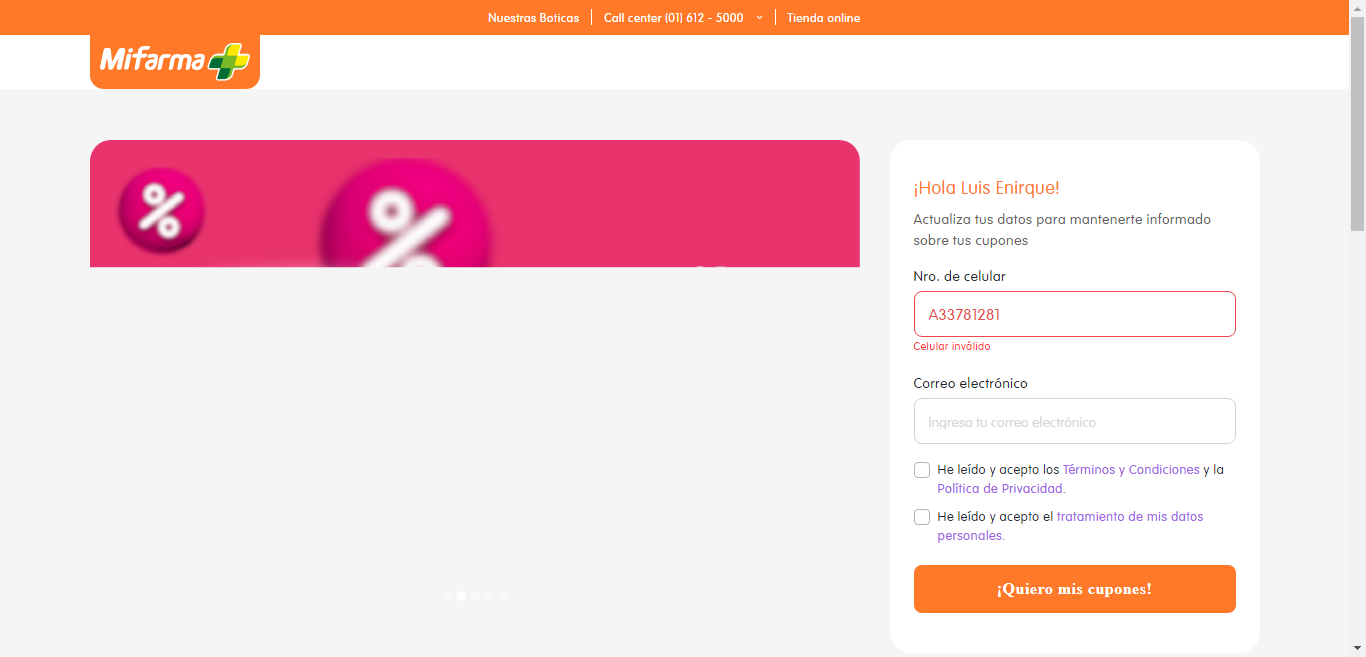 Nuestras Boticas
Call center (01) 612 - 5000
Tienda online
Mifarma
%
%
¡Hola Luis Enirque!
Actualiza tus datos para mantenerte informado
sobre tus cupones
Nro. de celular
A33781281
Celular inválido
Correo electrónico
Ingresa tu correo electrónico
He leído y acepto los Términos y Condiciones y la
Política de Privacidad.
He leído y acepto el tratamiento de mis datos
personales.
¡Quiero mis cupones!